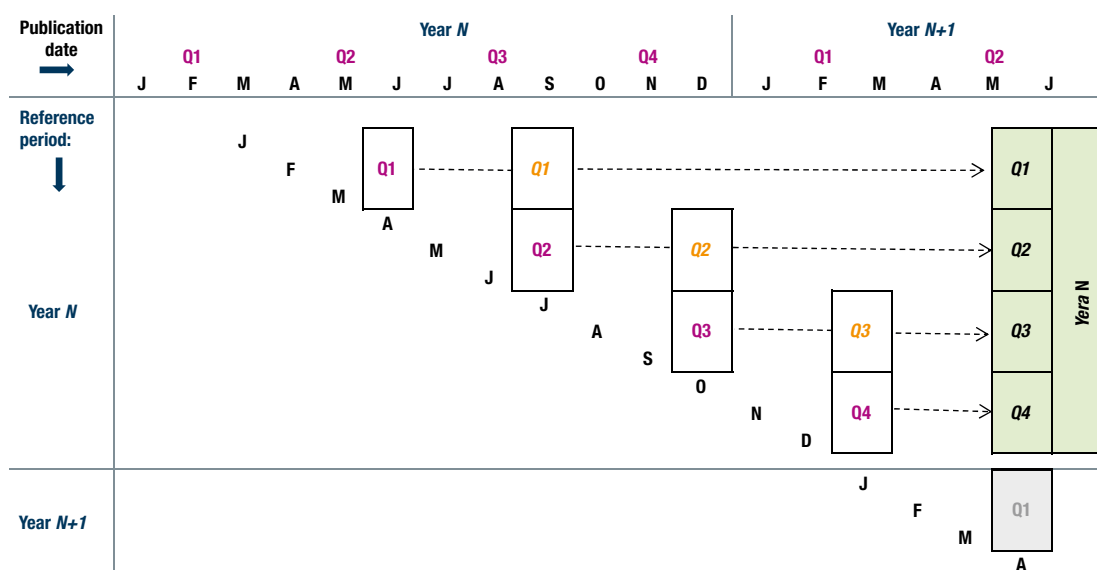 Publication date
Year N
Year N+1
Q1 Q2 Q3 Q4 Q1 Q2
J F M A M J J A S O N D J F M A M J
Reference period:
J
F Q1 Q1 Q1
M
A
M Q2 Q2 Q2
J
J
Year N
A Q3 Q3 Q3
S
O
N Q4 Q4
D
Yera N
J
Year N+1
F Q1
M
A